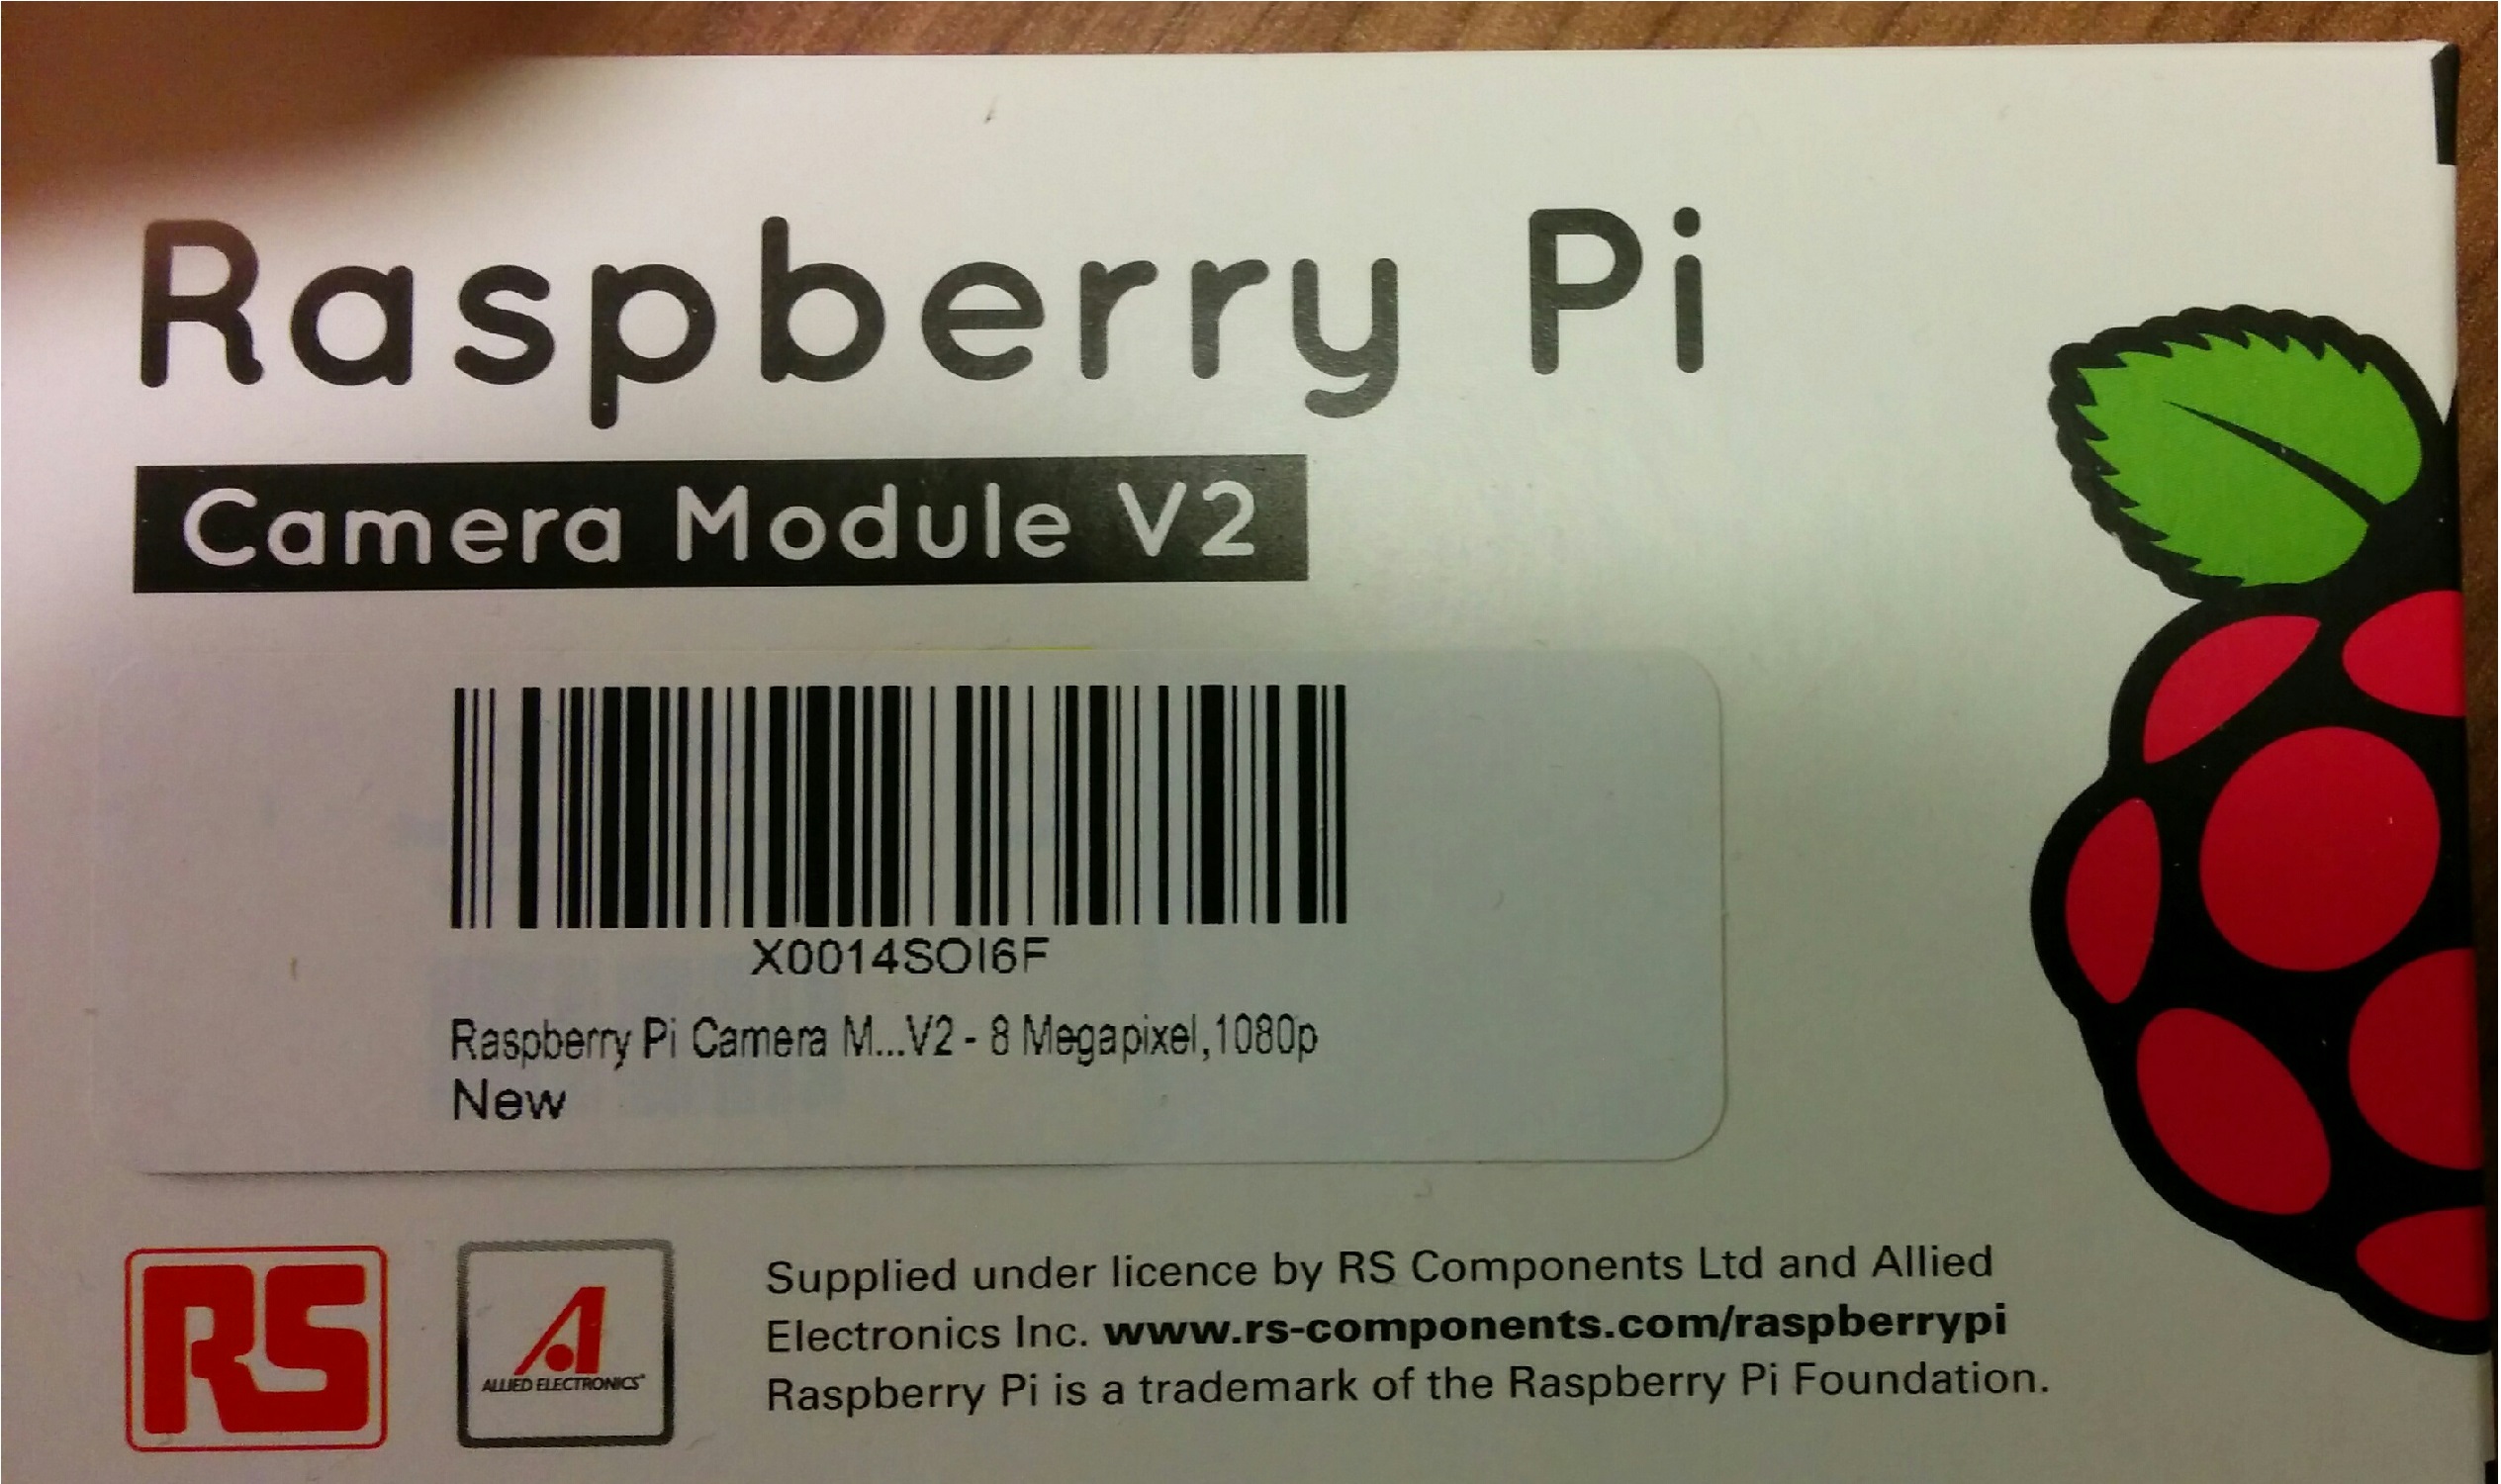 Raspberry Pi
Camera Module V2
X0014SOI6F
Raspberry Pi Camera M...V2 - 8 Megapixel,1080p
New
RS
A
ALLIED ELECTRONICS
Supplied under licence by RS Components Ltd and Allied
Electronics Inc. www.rs-components.com/raspberrypi
Raspberry Pi is a trademark of the Raspberry Pi Foundation.